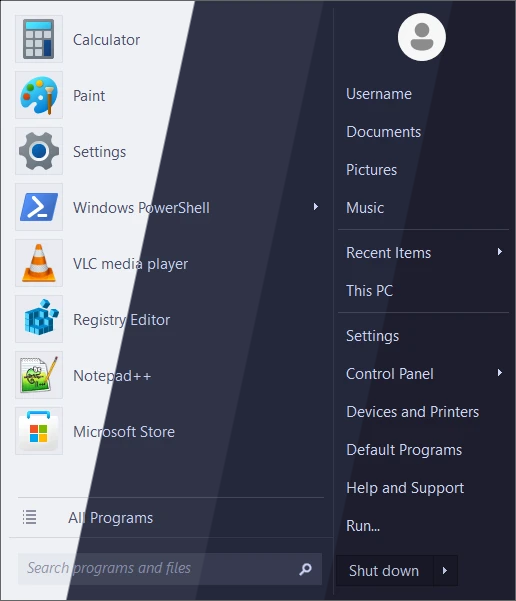 Calculator
Paint
Settings
Windows PowerShell
VLC media player
Registry Editor
Notepad++
Microsoft Store
All Programs
Search programs and files
Username
Documents
Pictures
Music
Recent Items
This PC
Settings
Control Panel
Devices and Printers
Default Programs
Help and Support
Run...
Shut down